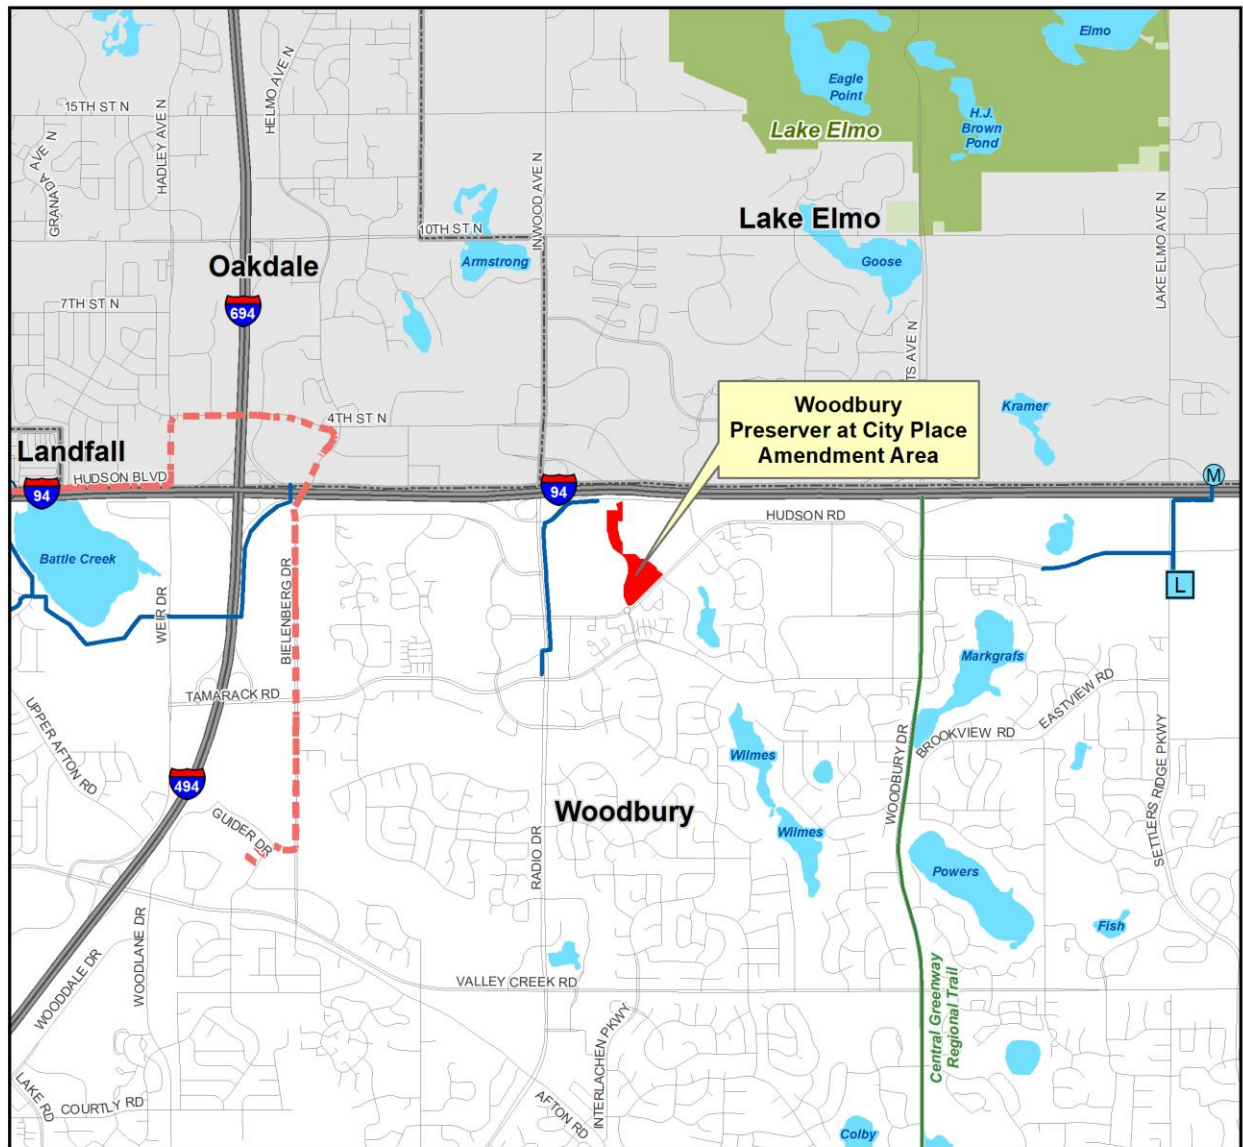 Elmo
Eagle
Point
15TH ST N
HELMO AVE N
HADLEY AVE N
GRANADA AVE N
H.J.
Brown
Pond
Lake Elmo
INWOOD AVE N
LAKE ELMO AVE N
Lake Elmo
10TH ST N
Armstrong
Goose
Oakdale
7TH ST N
694
TS AVE N
4TH ST N
Kramer
Woodbury
Preserver at City Place
Amendment Area
Landfall
HUDSON BLVD
94
94
M
HUDSON RD
Battle Creek
WEIR DR
BIELENBERG DR
L
Markgrafs
TAMARACK RD
EASTVIEW RD
BROOKVIEW RD
UPPER AFTON RD
Wilmes
WOODBURY DR
SETTLERS RIDGE PKWY
494
GUIDER DR
Woodbury
Wilmes
RADIO DR
Powers
Fish
WOODLANE DR
WOODDALE DR
VALLEY CREEK RD
Central Greenway
Regional Trail
INTERLACHEN PKWY
LAKE RD
COURTLY RD
AFTON RD
Colby